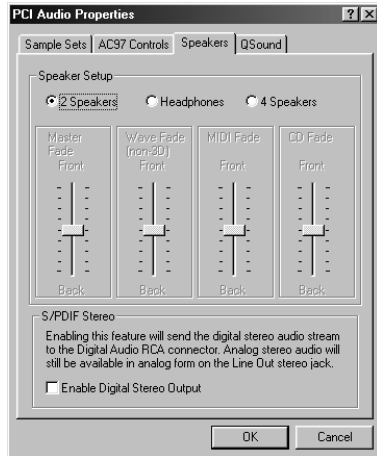 PCI Audio Properties
Sample Sets AC97 Controls Speakers QSound
Speaker Setup
2 Speakers Headphones 4 Speakers
Master Fade
Front
Back
Wave Fade (non-3D)
Front
Back
MIDI Fade
Front
Back
CD Fade
Front
Back
S/PDIF Stereo
Enabling this feature will send the digital stereo audio stream
to the Digital Audio RCA connector. Analog stereo audio will
still be available in analog form on the Line Out stereo jack.
Enable Digital Stereo Output
OK Cancel